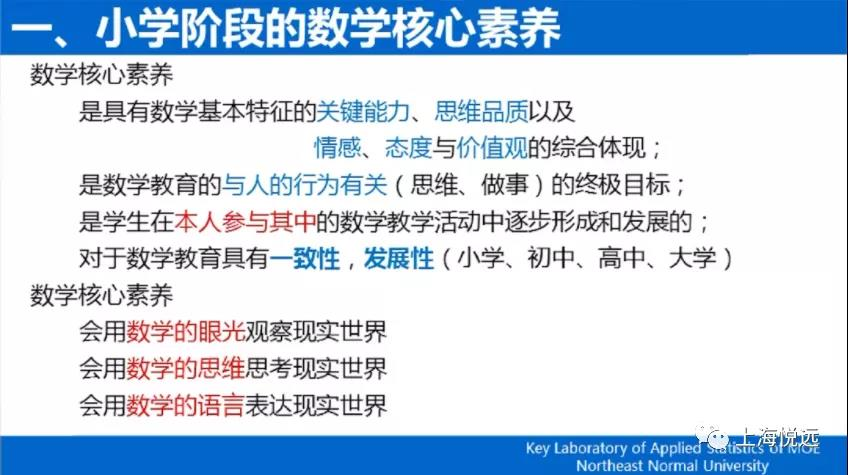 一、小学阶段的数学核心素养
数学核心素养
是具有数学基本特征的关键能力、思维品质以及
情感、态度与价值观的综合体现；
是数学教育的与人的行为有关（思维、做事）的终极目标；
是学生在本人参与其中的数学教学活动中逐步形成和发展的；
对于数学教育具有一致性，发展性（小学、初中、高中、大学）
数学核心素养
会用数学的眼光观察现实世界
会用数学的思维思考现实世界
会用数学的语言表达现实世界
Key Laboratory of Applied Statistics of MOE
上海悦远
Northeast Normal University